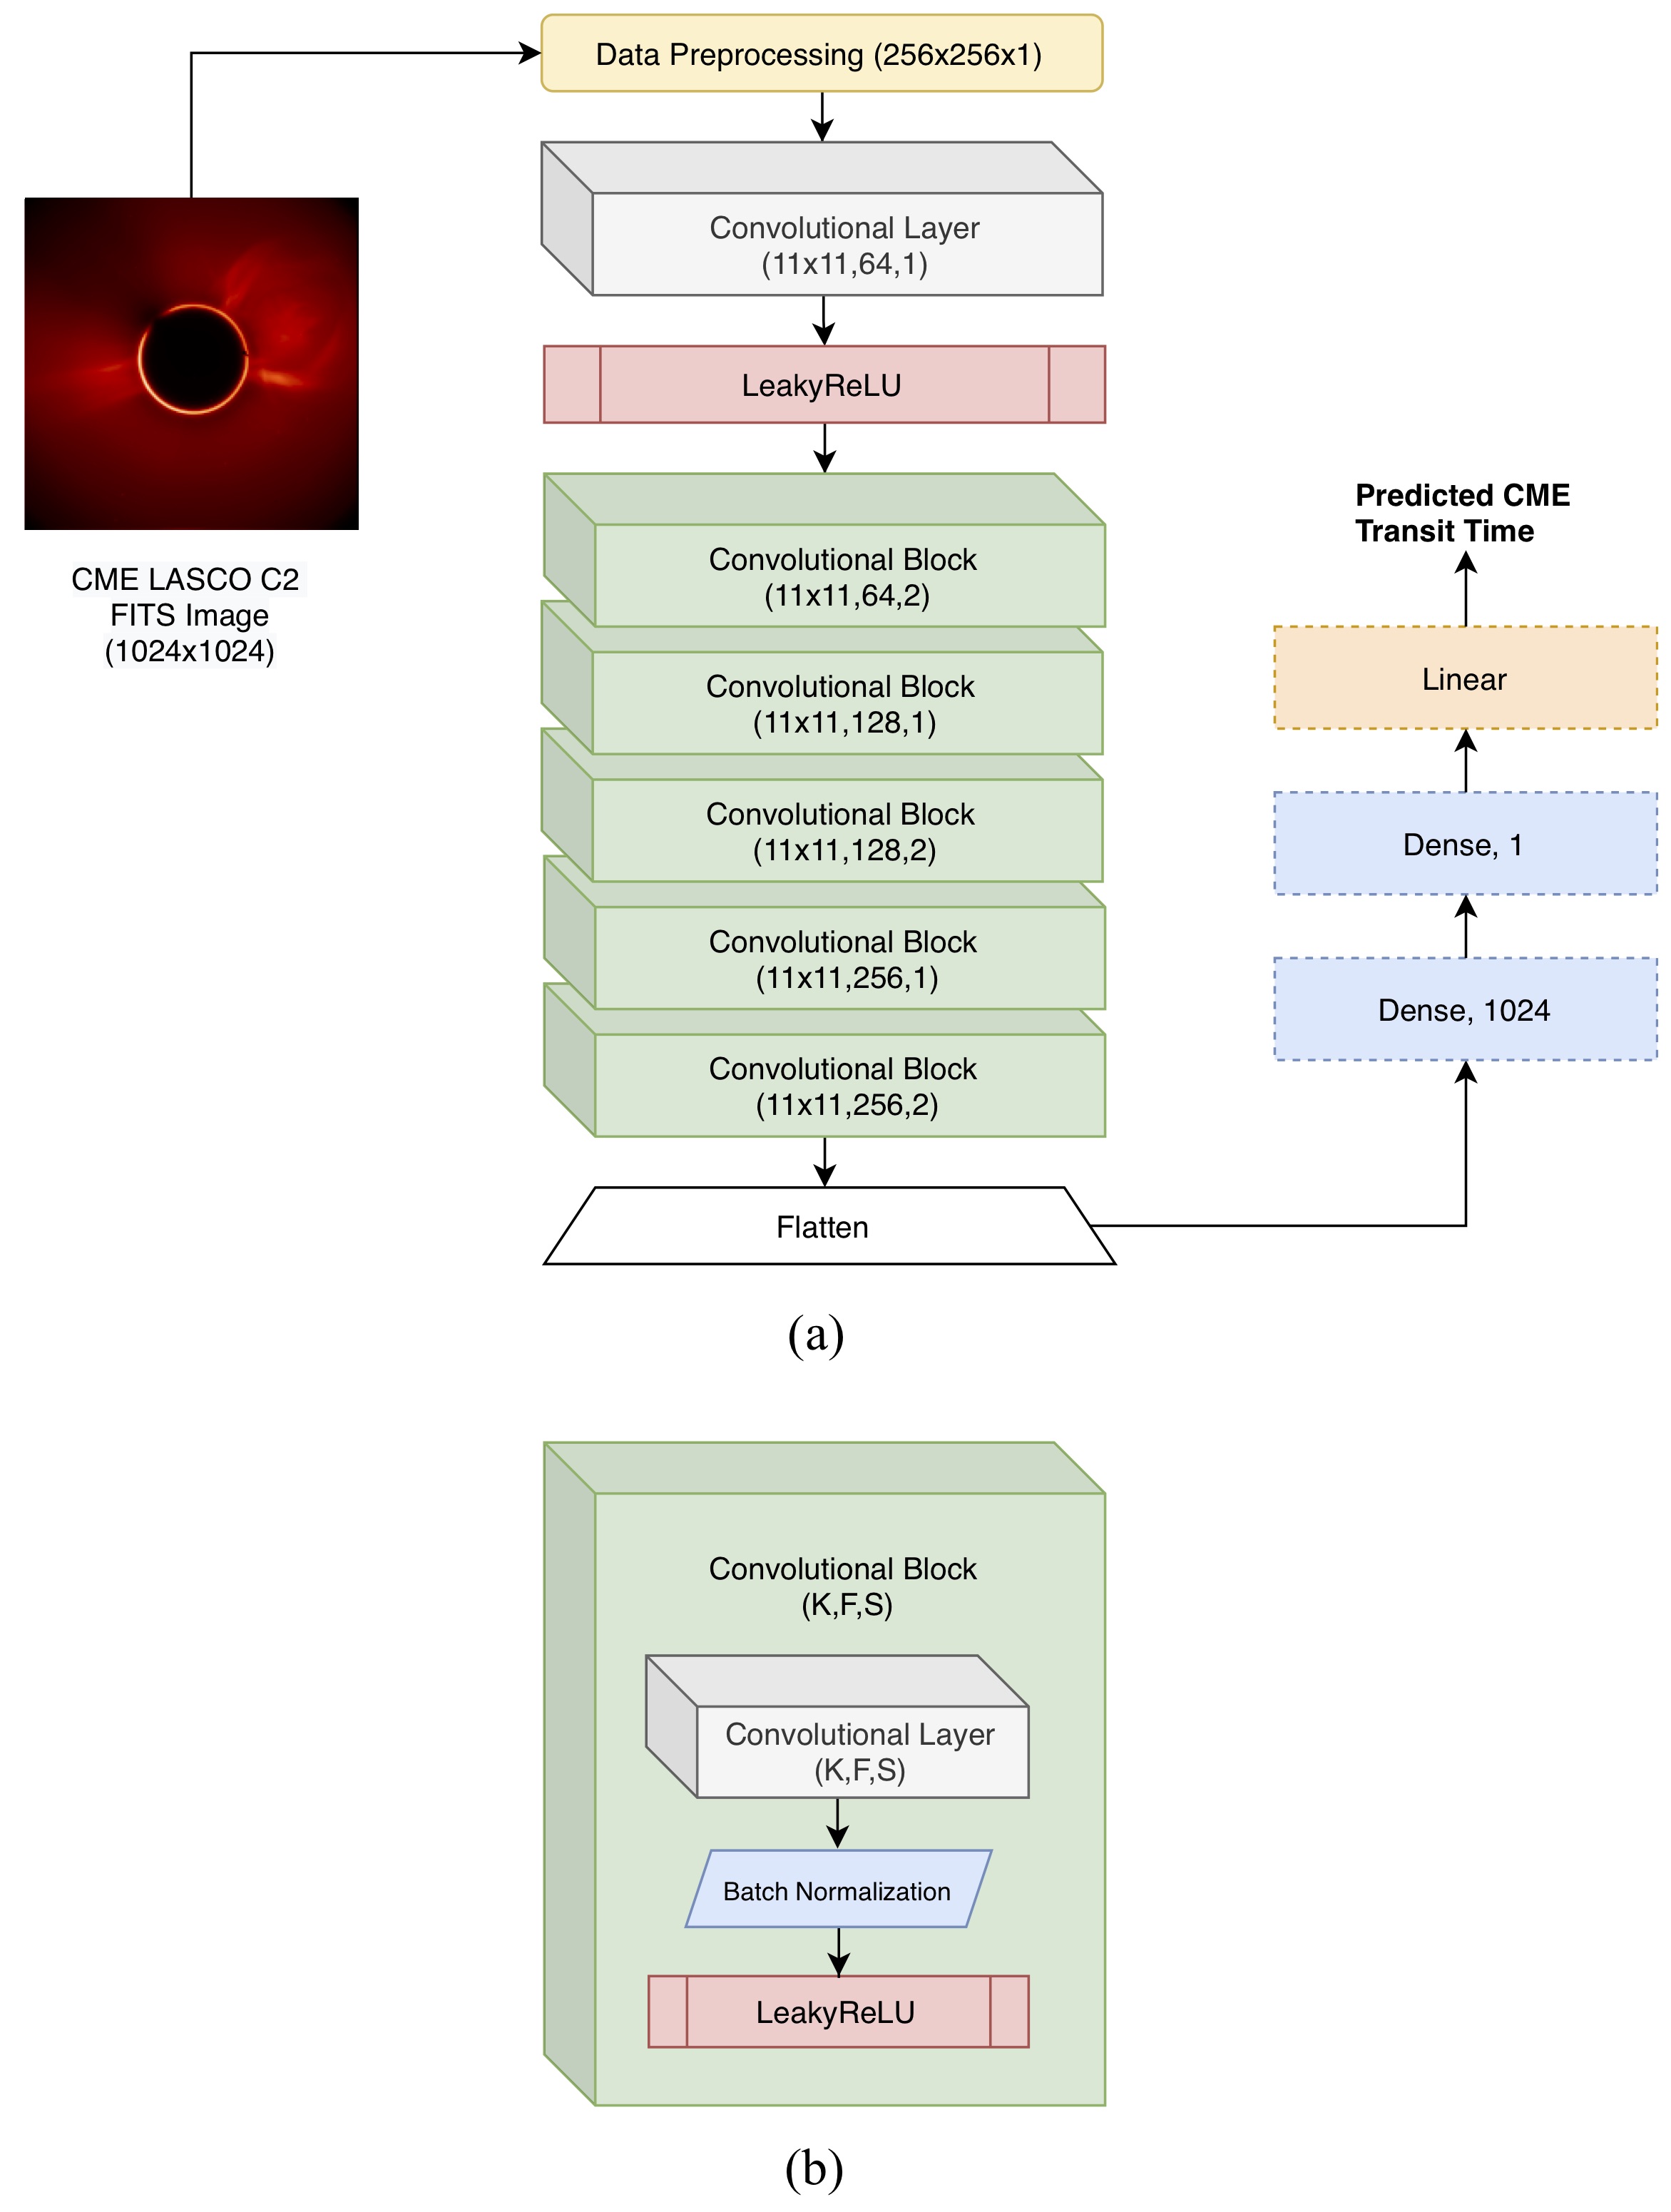 Data Preprocessing (256x256x1)
Convolutional Layer
(11x11,64,1)
LeakyReLU
CME LASCO C2
FITS Image
(1024x1024)
Convolutional Block
(11x11,64,2)
Convolutional Block
(11x11,128,1)
Convolutional Block
(11x11,128,2)
Convolutional Block
(11x11,256,1)
Convolutional Block
(11x11,256,2)
Flatten
Predicted CME
Transit Time
Linear
Dense, 1
Dense, 1024
(a)
Convolutional Block
(K,F,S)
Convolutional Layer
(K,F,S)
Batch Normalization
LeakyReLU
(b)